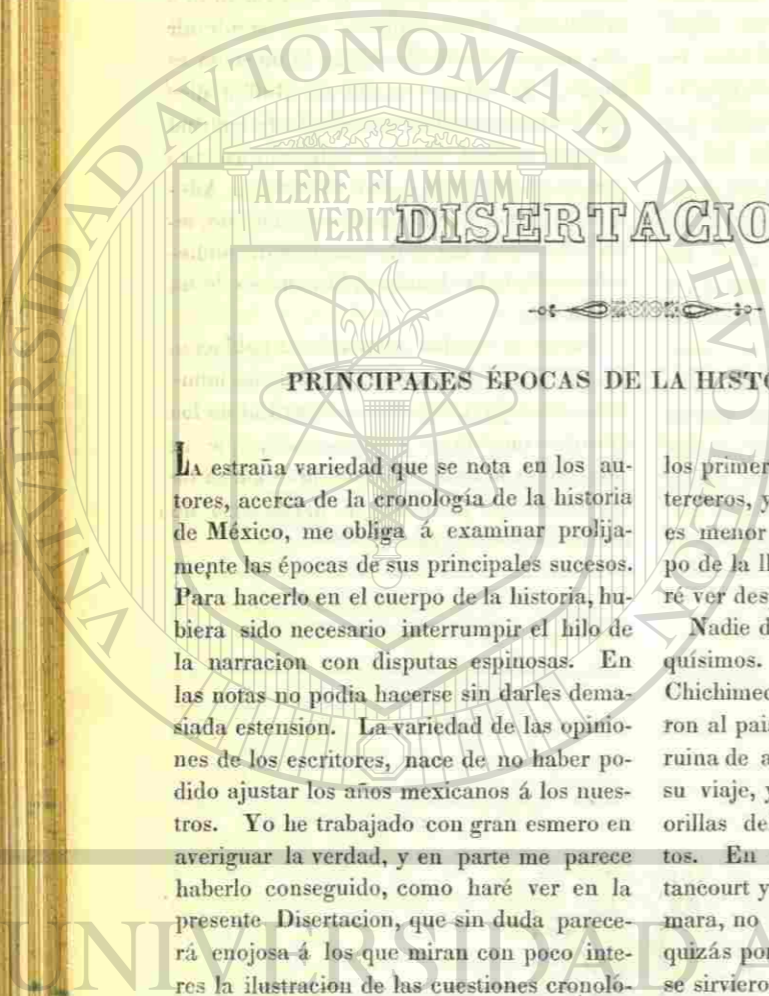 DISERTACIO
PRINCIPALES ÉPOCAS DE LA HISTO
La estraña variedad que se nota en los au-
tores, acerca de la cronología de la historia
de México, me obliga á examinar prolija-
mente las épocas de sus principales sucesos.
Para hacerlo en el cuerpo de la historia, hu-
biera sido necesario interrumpir el hilo de
la narracion con disputas espinosas. En
las notas no podia hacerse sin darles dema-
siada estension. La variedad de las opinio-
nes de los escritores, nace de no haber po-
dido ajustar los años mexicanos á los nues-
tros. Yo he trabajado con gran esmero en
averiguar la verdad, y en parte me parece
haberlo conseguido, como haré ver en la
presente Disertacion, que sin duda parece-
rá enojosa á los que miran con poco inte-
res la ilustracion de las cuestiones cronoló-
los primer
terceros, y
es menor
po de la ll
ré ver des
Nadie d
quísimos.
Chichimec
ron al pais
ruina de a
su viaje, y
orillas de
tos. En
tancourt y
mara, no
quizás por
se sirviero
UNIVERSIDAD AVTONOMA DE NVEVO LEÓN
ALERE FLAMMAM
VERIT
UNIVERSIDAD A